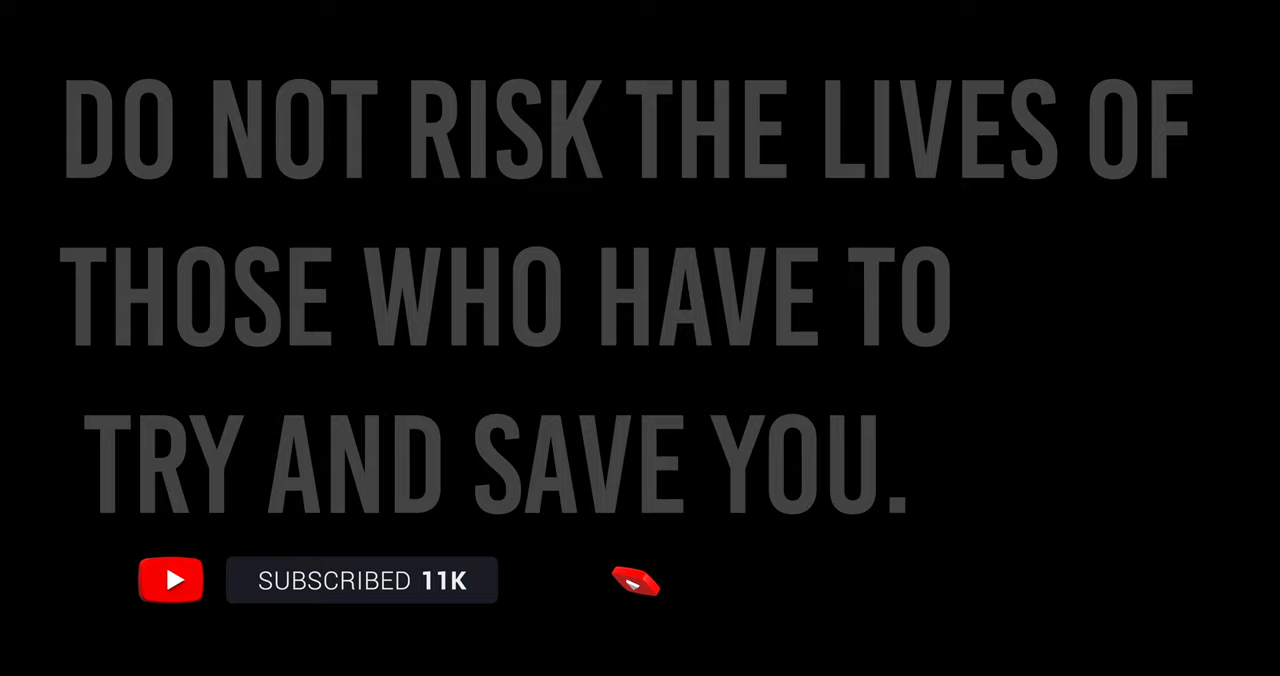 DO NOT RISK THE LIVES OF
THOSE WHO HAVE TO
TRY AND SAVE YOU.
SUBSCRIBED 11K